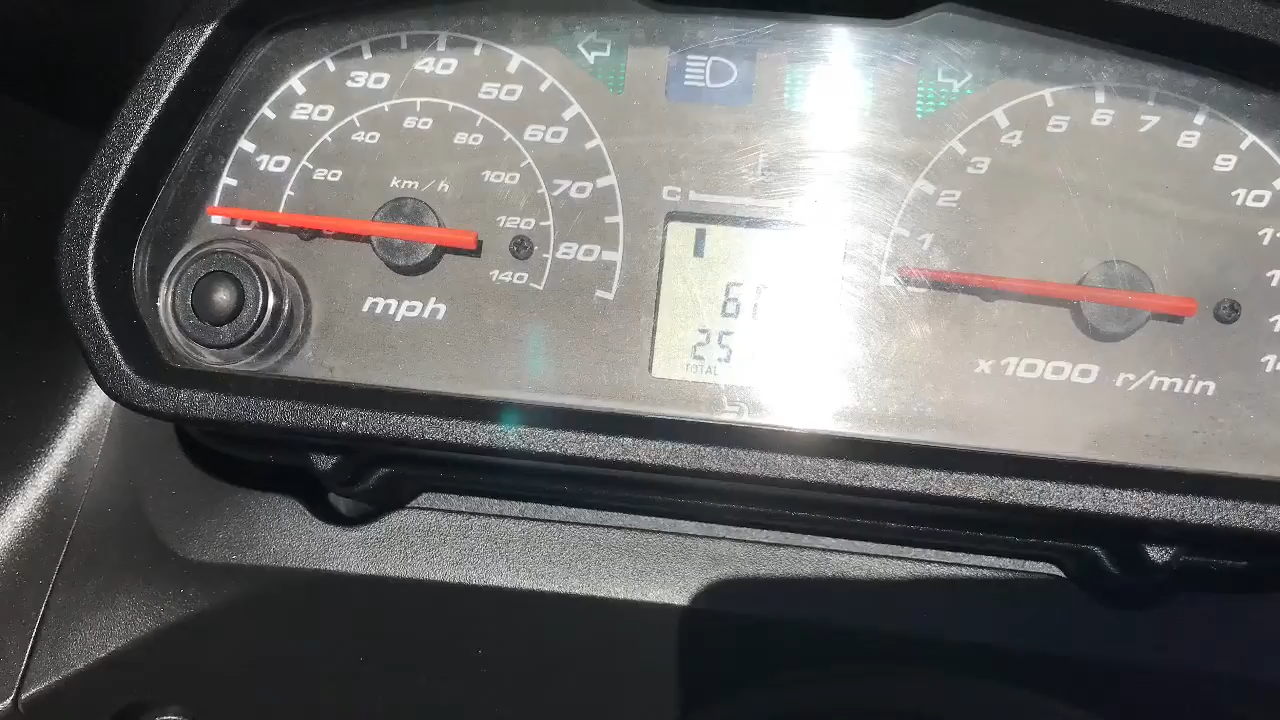 10 20 30 40 50 60 70 80
20 40 60 80 100 120 140
km/h
mph
C
25
TOTAL
1 2 3 4 5 6 7 8 9 10
x1000 r/min